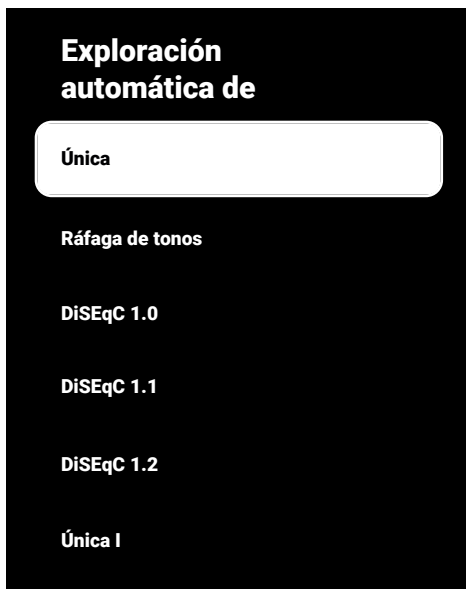 Exploración
automática de
Única
Ráfaga de tonos
DiSEqC 1.0
DiSEqC 1.1
DiSEqC 1.2
Única I